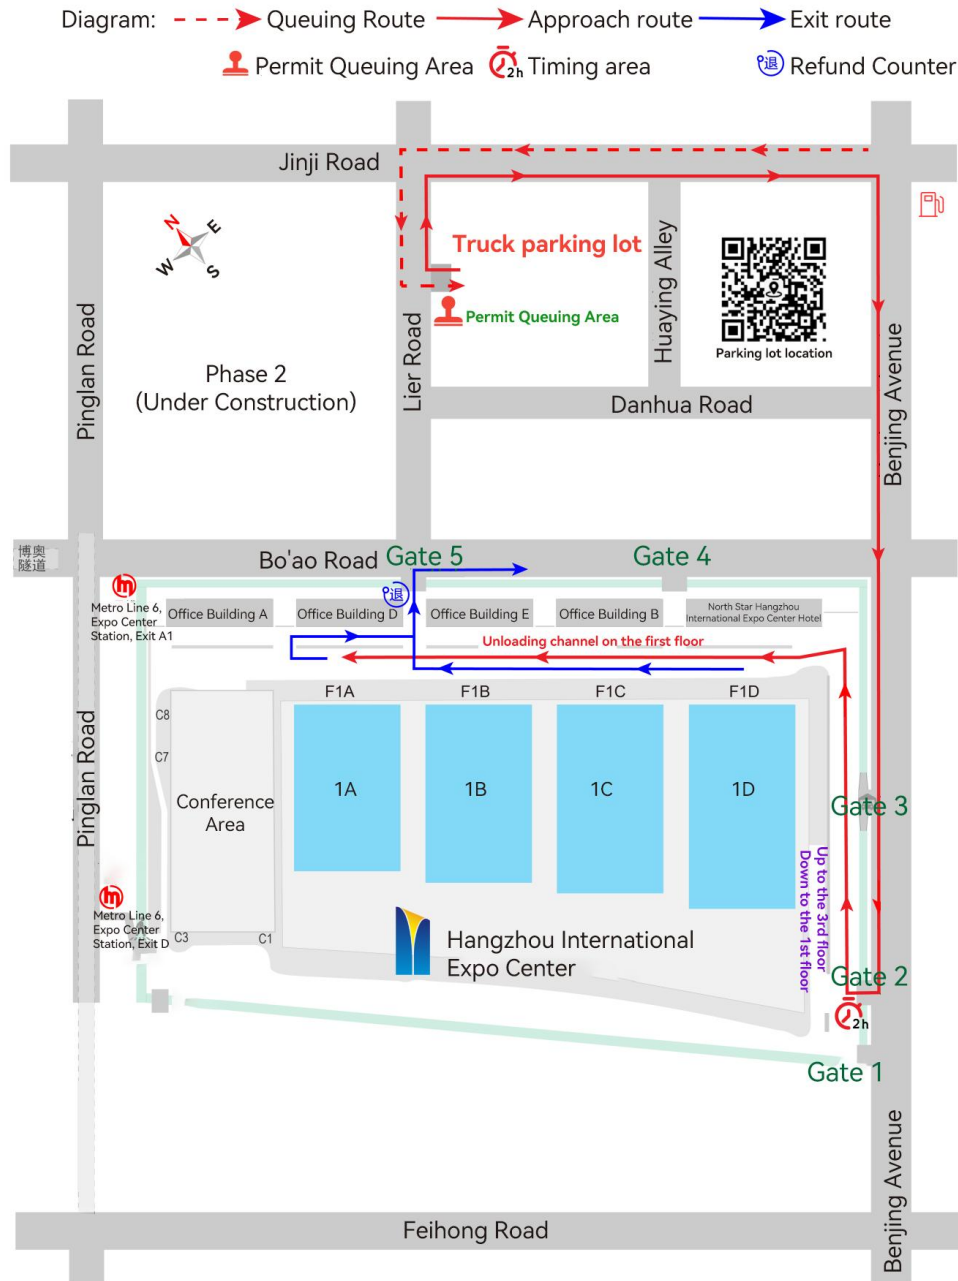 Diagram:
Queuing Route
Approach route
Exit route
Permit Queuing Area
2h
Timing area
退
Refund Counter
Jinji Road
N
E
W
S
Truck parking lot
Permit Queuing Area
Huaying Alley
Parking lot location
Pinglan Road
Lier Road
Benjing Avenue
Phase 2
(Under Construction)
Danhua Road
博奥
隧道
Bo'ao Road
Gate 5
Gate 4
退
Metro Line 6,
Expo Center
Station, Exit A1
Office Building A
Office Building D
Office Building E
Office Building B
North Star Hangzhou
International Expo Center Hotel
Unloading channel on the first floor
F1A
F1B
F1C
F1D
C8
C7
Pinglan Road
Conference
Area
1A
1B
1C
1D
Gate 3
Up to the 3rd floor
Down to the 1st floor
Metro Line 6,
Expo Center
Station, Exit D
C3
C1
Hangzhou International
Expo Center
Gate 2
2h
Gate 1
Benjing Avenue
Feihong Road